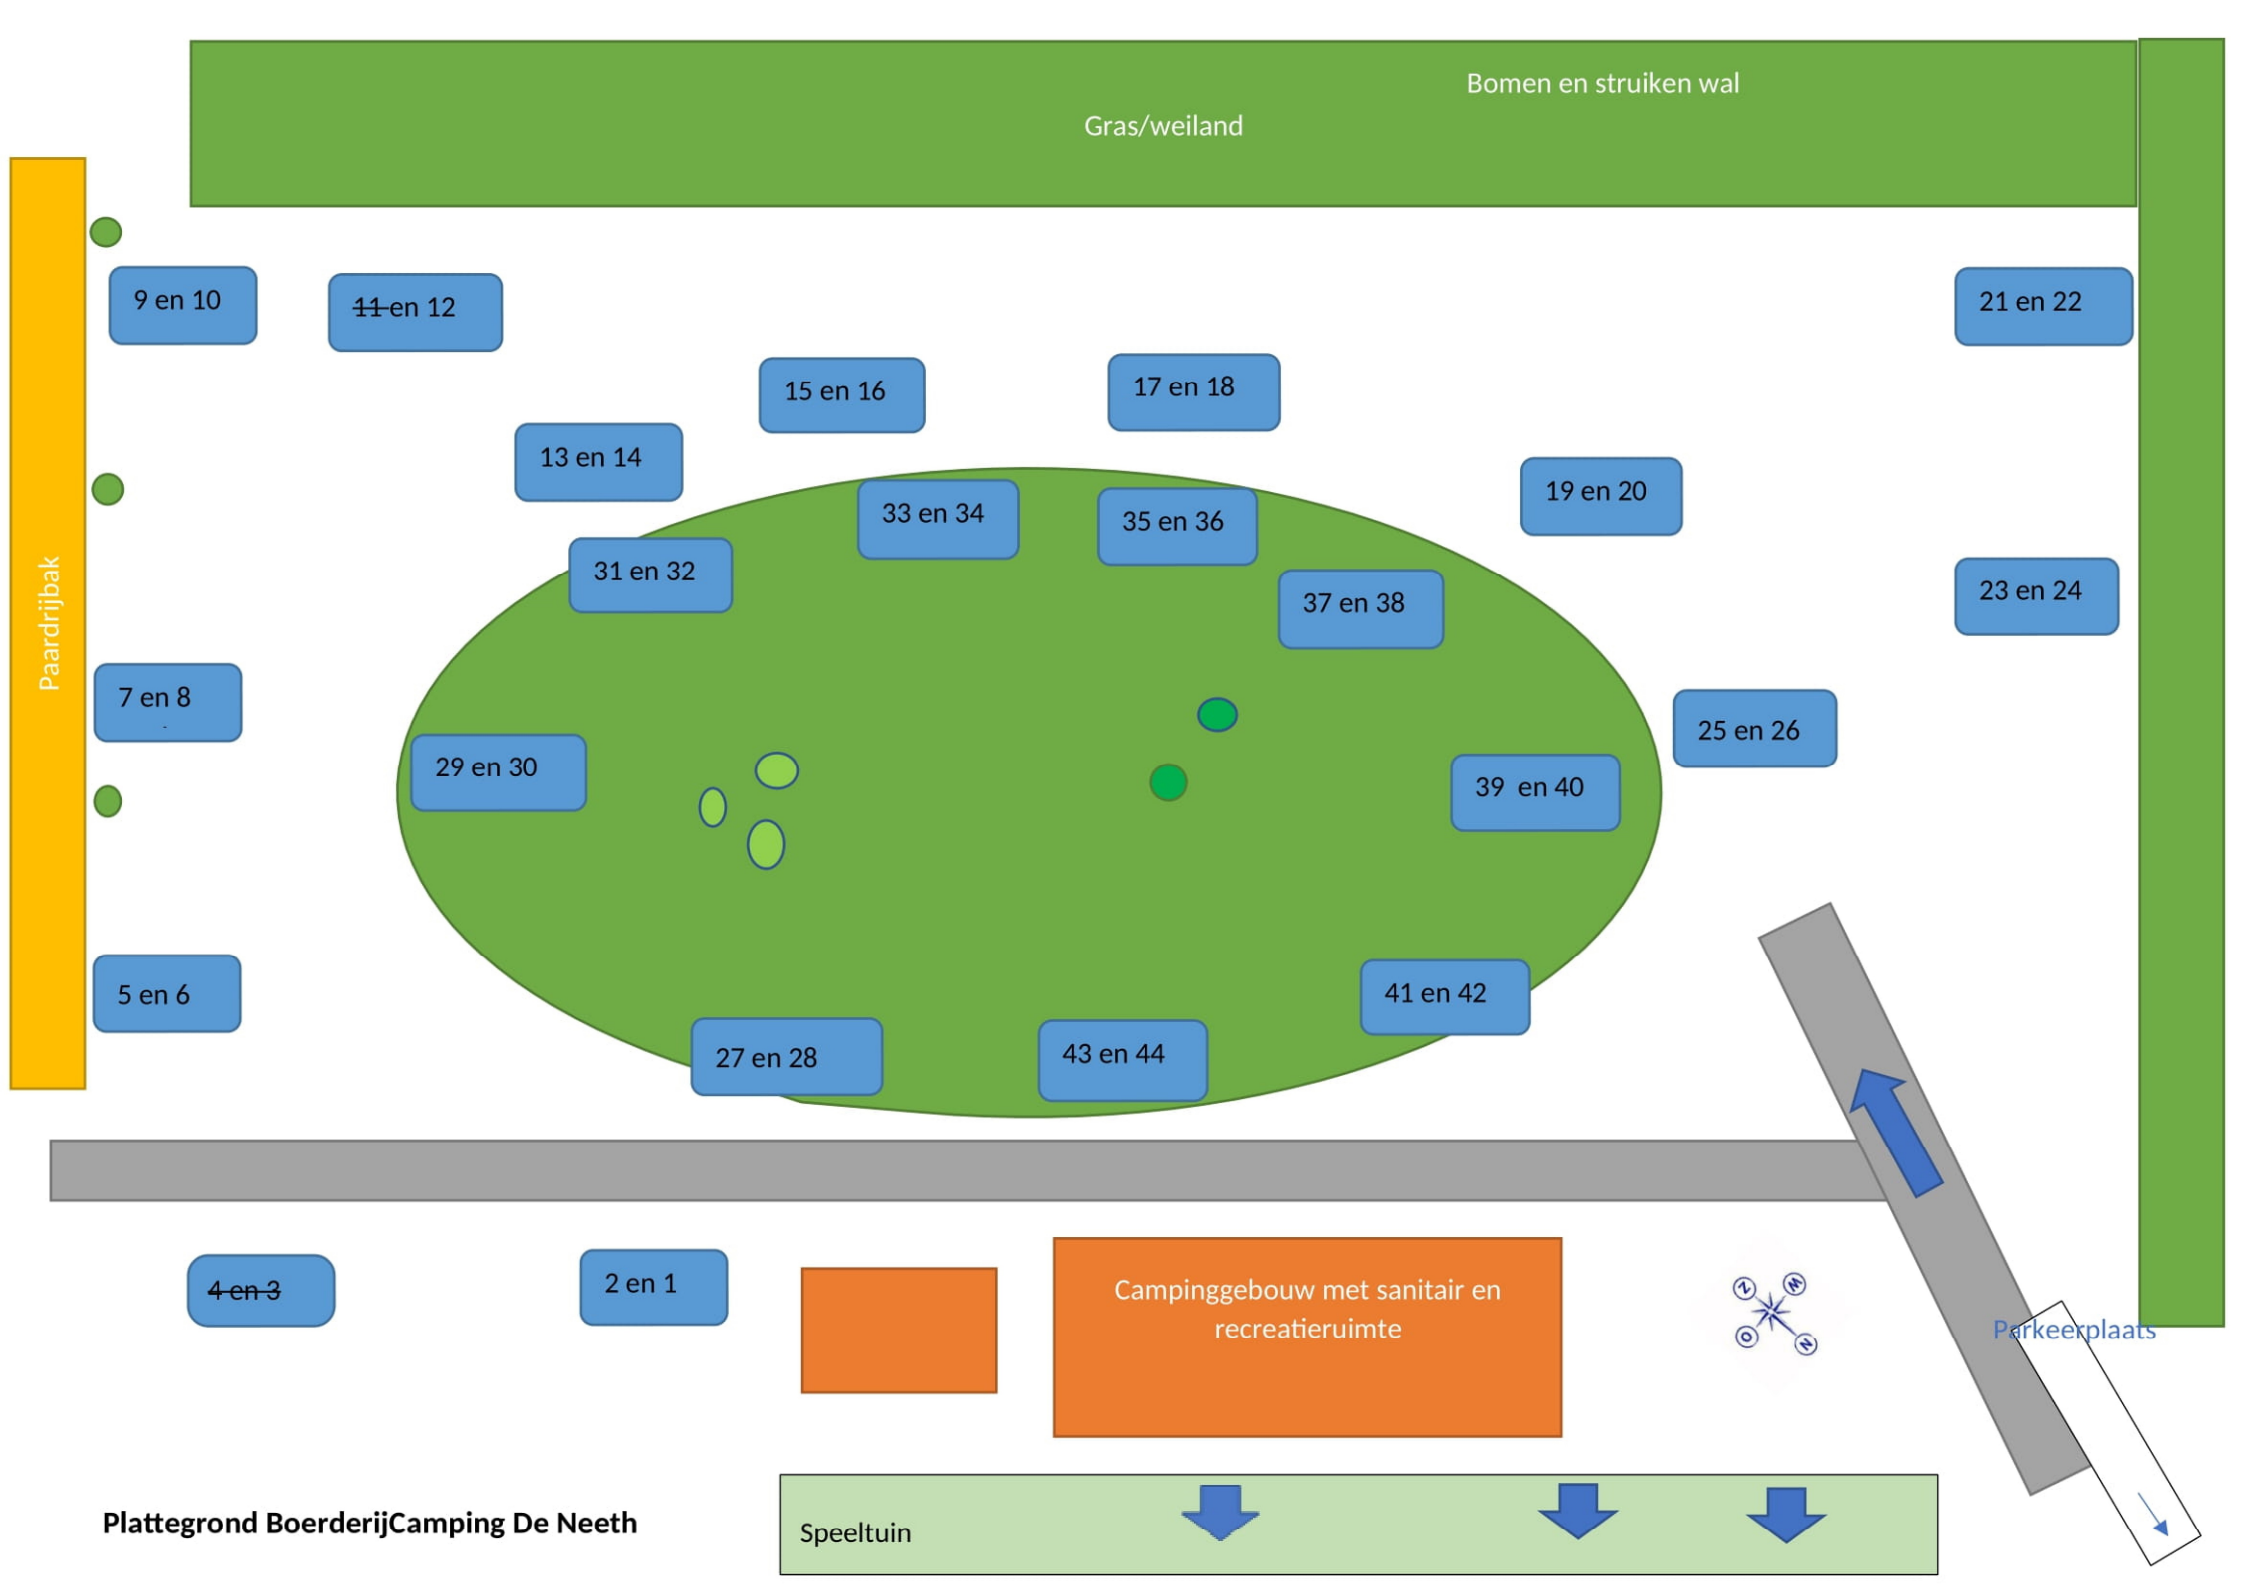 Bomen en struiken wal
Gras/weiland
9 en 10
11 en 12
21 en 22
15 en 16
17 en 18
13 en 14
19 en 20
33 en 34
35 en 36
31 en 32
37 en 38
23 en 24
Paardrijbak
7 en 8
25 en 26
29 en 30
39  en 40
5 en 6
41 en 42
27 en 28
43 en 44
4 en 3
2 en 1
Campinggebouw met sanitair en
recreatieruimte
Z W
O N
Parkeerplaats
Plattegrond BoerderijCamping De Neeth
Speeltuin